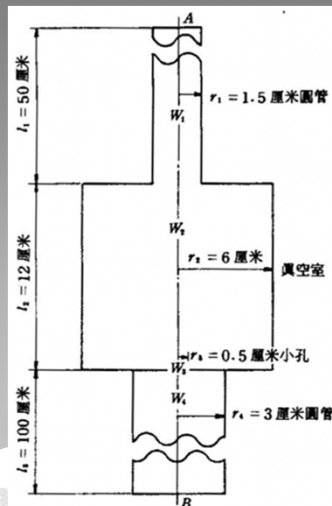 A
l₁ = 50 厘米
r₁ = 1.5 厘米圆管
W₁
W₂
l₂ = 12 厘米
r₂ = 6 厘米
真空室
r₃ = 0.5 厘米小孔
W₃
W₄
l₄ = 100 厘米
r₄ = 3 厘米圆管
B